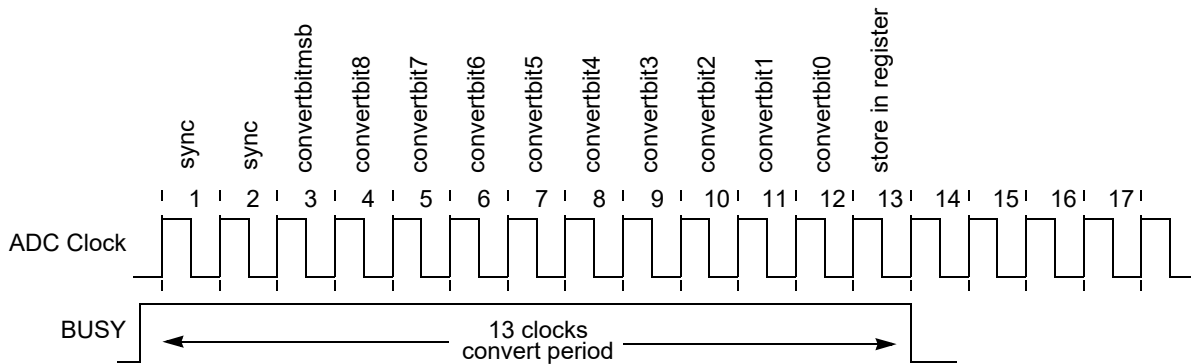 sync
sync
convertbitmsb
convertbit8
convertbit7
convertbit6
convertbit5
convertbit4
convertbit3
convertbit2
convertbit1
convertbit0
store in register
1 2 3 4 5 6 7 8 9 10 11 12 13 14 15 16 17
ADC Clock
BUSY
13 clocks
convert period